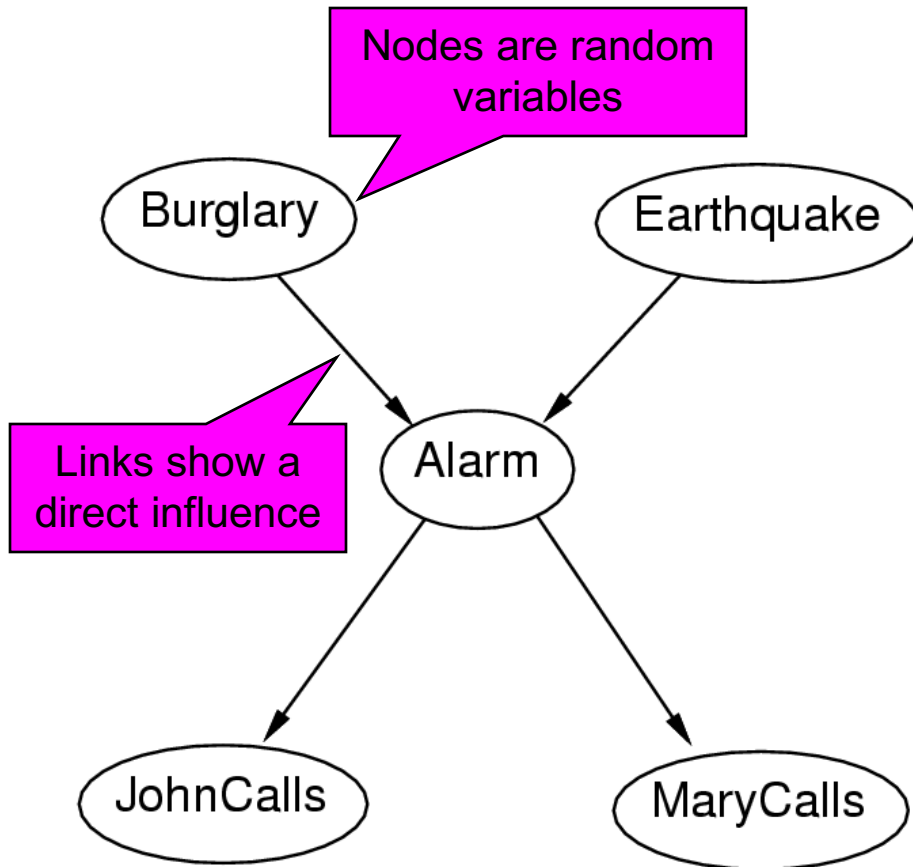 Nodes are random
variables
Burglary
Earthquake
Links show a
direct influence
Alarm
JohnCalls
MaryCalls